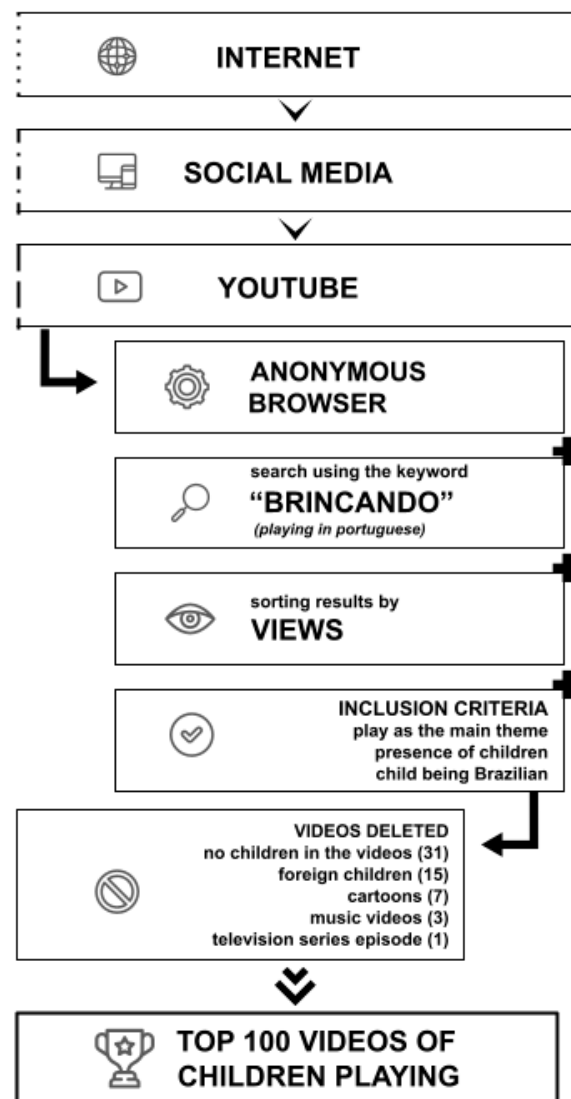 INTERNET
SOCIAL MEDIA
YOUTUBE
ANONYMOUS
BROWSER
search using the keyword
“BRINCANDO”
(playing in portuguese)
sorting results by
VIEWS
INCLUSION CRITERIA
play as the main theme
presence of children
child being Brazilian
VIDEOS DELETED
no children in the videos (31)
foreign children (15)
cartoons (7)
music videos (3)
television series episode (1)
TOP 100 VIDEOS OF
CHILDREN PLAYING